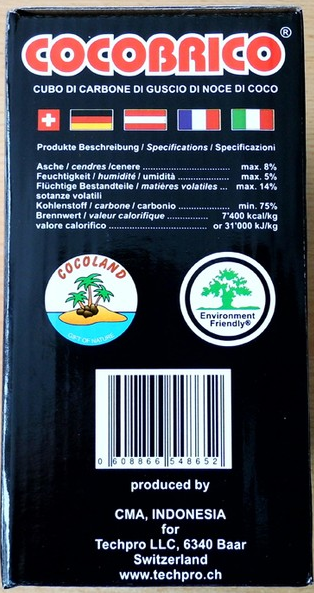 COCOBRICO®
CUBO DI CARBONE DI GUSCIO DI NOCE DI COCO
Produkte Beschreibung / Specifications / Specificazioni
Asche / cendres /cenere .......................... max. 8%
Feuchtigkeit / humidité / umidità ............... max. 5%
Flüchtige Bestandteile / matiéres volatiles ... max. 14%
sotanze volatili
Kohlenstoff / carbone / carbonio ............... min. 75%
Brennwert / valeur calorifique ............... 7'400 kcal/kg
valore calorifico ............... or 31'000 kJ/kg
COCOLAND
GIFT OF NATURE
Environment
Friendly®
0 608866 548652
produced by
CMA, INDONESIA
for
Techpro LLC, 6340 Baar
Switzerland
www.techpro.ch